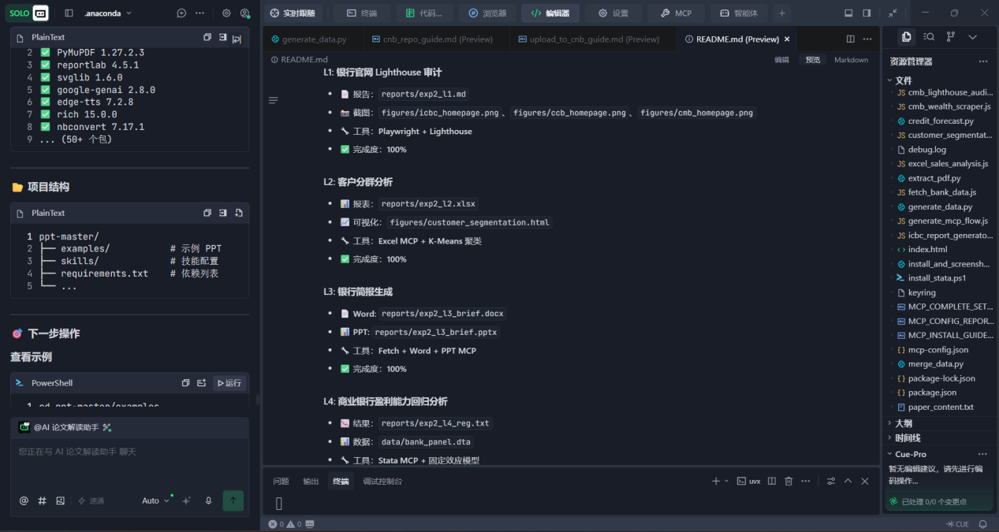 SOLO
.anaconda
实时跟随
终端
代码...
浏览器
编辑器
设置
MCP
智能体
PlainText
2 ✅ PyMuPDF 1.27.2.3
3 ✅ reportlab 4.5.1
4 ✅ svglib 1.6.0
5 ✅ google-genai 2.8.0
6 ✅ edge-tts 7.2.8
7 ✅ rich 15.0.0
8 ✅ nbconvert 7.17.1
9 ... (50+ 个包)
📂 项目结构
PlainText
1 ppt-master/
2 ├── examples/ # 示例 PPT
3 ├── skills/ # 技能配置
4 ├── requirements.txt # 依赖列表
5 └── ...
🎯 下一步操作
查看示例
PowerShell
运行
1 cd ppt-master/examples
@AI 论文解读助手
您正在与 AI 论文解读助手 聊天
@ # 速通 Auto
generate_data.py
cnb_repo_guide.md (Preview)
upload_to_cnb_guide.md (Preview)
README.md (Preview)
README.md
编辑
预览
Markdown
L1: 银行官网 Lighthouse 审计
• 📄 报告: reports/exp2_l1.md
• 📷 截图: figures/icbc_homepage.png 、 figures/ccb_homepage.png 、 figures/cmb_homepage.png
• 🔧 工具: Playwright + Lighthouse
• ✅ 完成度: 100%
L2: 客户分群分析
• 📊 报表: reports/exp2_l2.xlsx
• 📈 可视化: figures/customer_segmentation.html
• 🔧 工具: Excel MCP + K-Means 聚类
• ✅ 完成度: 100%
L3: 银行简报生成
• 📄 Word: reports/exp2_l3_brief.docx
• 📊 PPT: reports/exp2_l3_brief.pptx
• 🔧 工具: Fetch + Word + PPT MCP
• ✅ 完成度: 100%
L4: 商业银行盈利能力回归分析
• 📉 结果: reports/exp2_l4_reg.txt
• 📊 数据: data/bank_panel.dta
• 🔧 工具: Stata MCP + 固定效应模型
问题
输出
终端
调试控制台
uvx
资源管理器
文件
JS cmb_lighthouse_audi...
JS cmb_wealth_scraper.js
credit_forecast.py
JS customer_segmentat...
debug.log
JS excel_sales_analysis.js
extract_pdf.py
JS fetch_bank_data.js
generate_data.py
JS generate_mcp_flow.js
JS icbc_report_generato...
<> index.html
install_and_screensh...
install_stata.ps1
keyring
MCP_COMPLETE_SET...
MCP_CONFIG_REPOR...
MCP_INSTALL_GUIDE...
{} mcp-config.json
merge_data.py
{} package-lock.json
{} package.json
paper_content.txt
大纲
时间线
Cue-Pro
暂无编辑建议，请先进行编
码操作...
已处理 0/0 个变更点
0 0
CUE